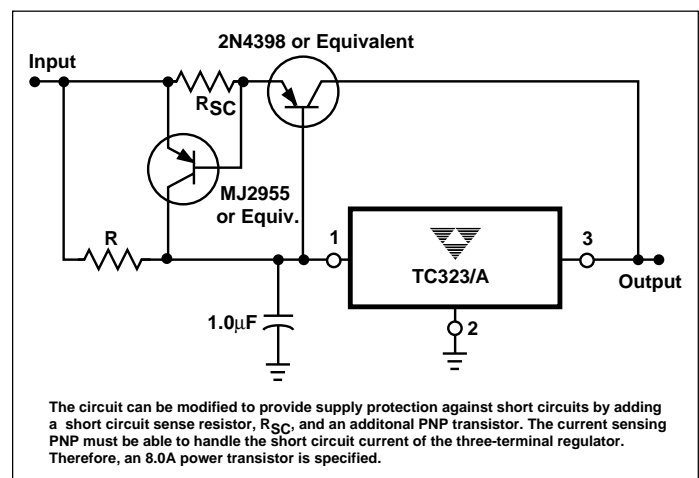 2N4398 or Equivalent
Input
RSC
MJ2955
or Equiv.
R
1
3
TC323/A
Output
1.0μF
2
The circuit can be modified to provide supply protection against short circuits by adding
a short circuit sense resistor, RSC, and an additonal PNP transistor. The current sensing
PNP must be able to handle the short circuit current of the three-terminal regulator.
Therefore, an 8.0A power transistor is specified.